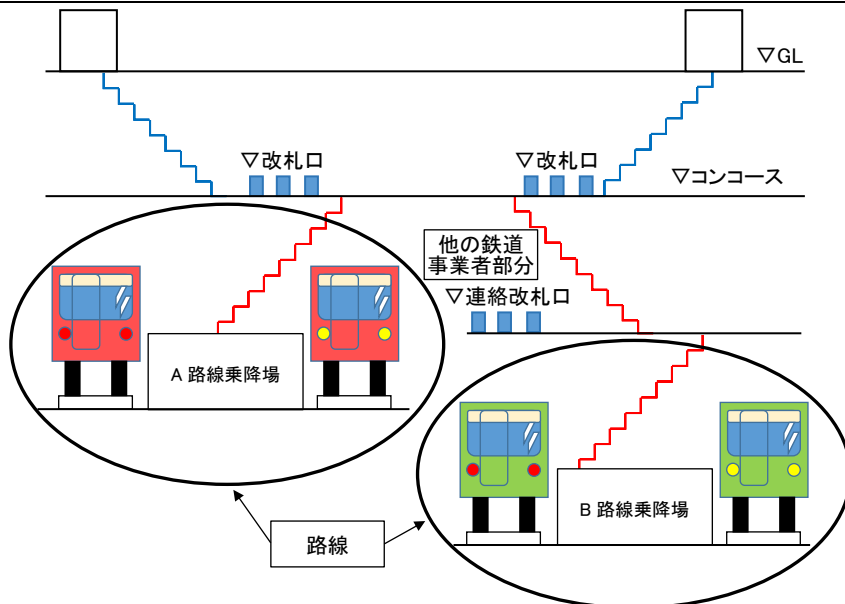 ▽GL
▽改札口
▽改札口
▽コンコース
他の鉄道
事業者部分
▽連絡改札口
A 路線乗降場
B 路線乗降場
路線